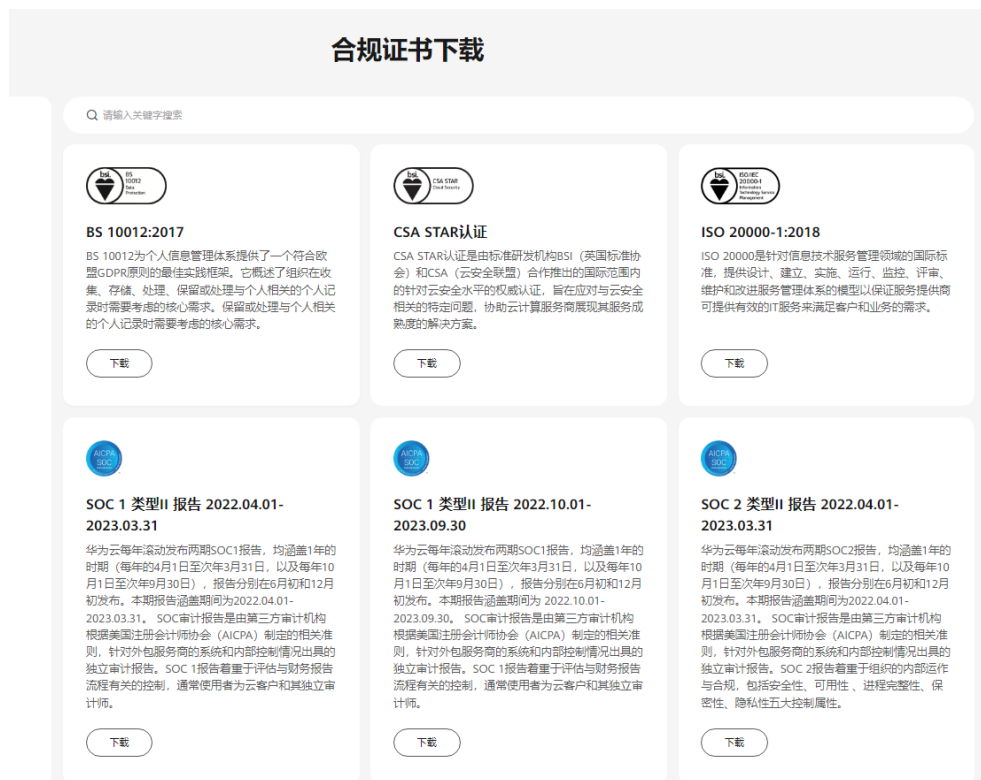 合规证书下载
请输入关键字搜索
bsi.
BS
10012
Data
Protection
BS 10012:2017
BS 10012为个人信息管理体系提供了一个符合欧
盟GDPR原则的最佳实践框架。它概述了组织在收
集、存储、处理、保留或处理与个人相关的个人记
录时需要考虑的核心需求。保留或处理与个人相关
的个人记录时需要考虑的核心需求。
下载
bsi.
CSA STAR
Cloud Security
CSA STAR认证
CSA STAR认证是由标准研发机构BSI（英国标准协
会）和CSA（云安全联盟）合作推出的国际范围内
的针对云安全水平的权威认证，旨在应对与云安全
相关的特定问题，协助云计算服务商展现其服务成
熟度的解决方案。
下载
bsi.
ISO/IEC
20000-1
Information
Technology Service
Management
ISO 20000-1:2018
ISO 20000是针对信息技术服务管理领域的国际标
准，提供设计、建立、实施、运行、监控、评审、
维护和改进服务管理体系的模型以保证服务提供商
可提供有效的IT服务来满足客户和业务的需求。
下载
AICPA
SOC
SOC 1 类型II 报告 2022.04.01-
2023.03.31
华为云每年滚动发布两期SOC1报告，均涵盖1年的
时期（每年的4月1日至次年3月31日，以及每年10
月1日至次年9月30日），报告分别在6月初和12月
初发布。本期报告涵盖期间为2022.04.01-
2023.03.31。 SOC审计报告是由第三方审计机构
根据美国注册会计师协会（AICPA）制定的相关准
则，针对外包服务商的系统和内部控制情况出具的
独立审计报告。SOC 1报告着重于评估与财务报告
流程有关的控制，通常使用者为云客户和其独立审
计师。
下载
AICPA
SOC
SOC 1 类型II 报告 2022.10.01-
2023.09.30
华为云每年滚动发布两期SOC1报告，均涵盖1年的
时期（每年的4月1日至次年3月31日，以及每年10
月1日至次年9月30日），报告分别在6月初和12月
初发布。本期报告涵盖期间为 2022.10.01-
2023.09.30。 SOC审计报告是由第三方审计机构
根据美国注册会计师协会（AICPA）制定的相关准
则，针对外包服务商的系统和内部控制情况出具的
独立审计报告。SOC 1报告着重于评估与财务报告
流程有关的控制，通常使用者为云客户和其独立审
计师。
下载
AICPA
SOC
SOC 2 类型II 报告 2022.04.01-
2023.03.31
华为云每年滚动发布两期SOC2报告，均涵盖1年的
时期（每年的4月1日至次年3月31日，以及每年10
月1日至次年9月30日），报告分别在6月初和12月
初发布。本期报告涵盖期间为2022.04.01-
2023.03.31。 SOC审计报告是由第三方审计机构
根据美国注册会计师协会（AICPA）制定的相关准
则，针对外包服务商的系统和内部控制情况出具的
独立审计报告。SOC 2报告着重于组织的内部运作
与合规，包括安全性、可用性 、进程完整性、保
密性、隐私性五大控制属性。
下载